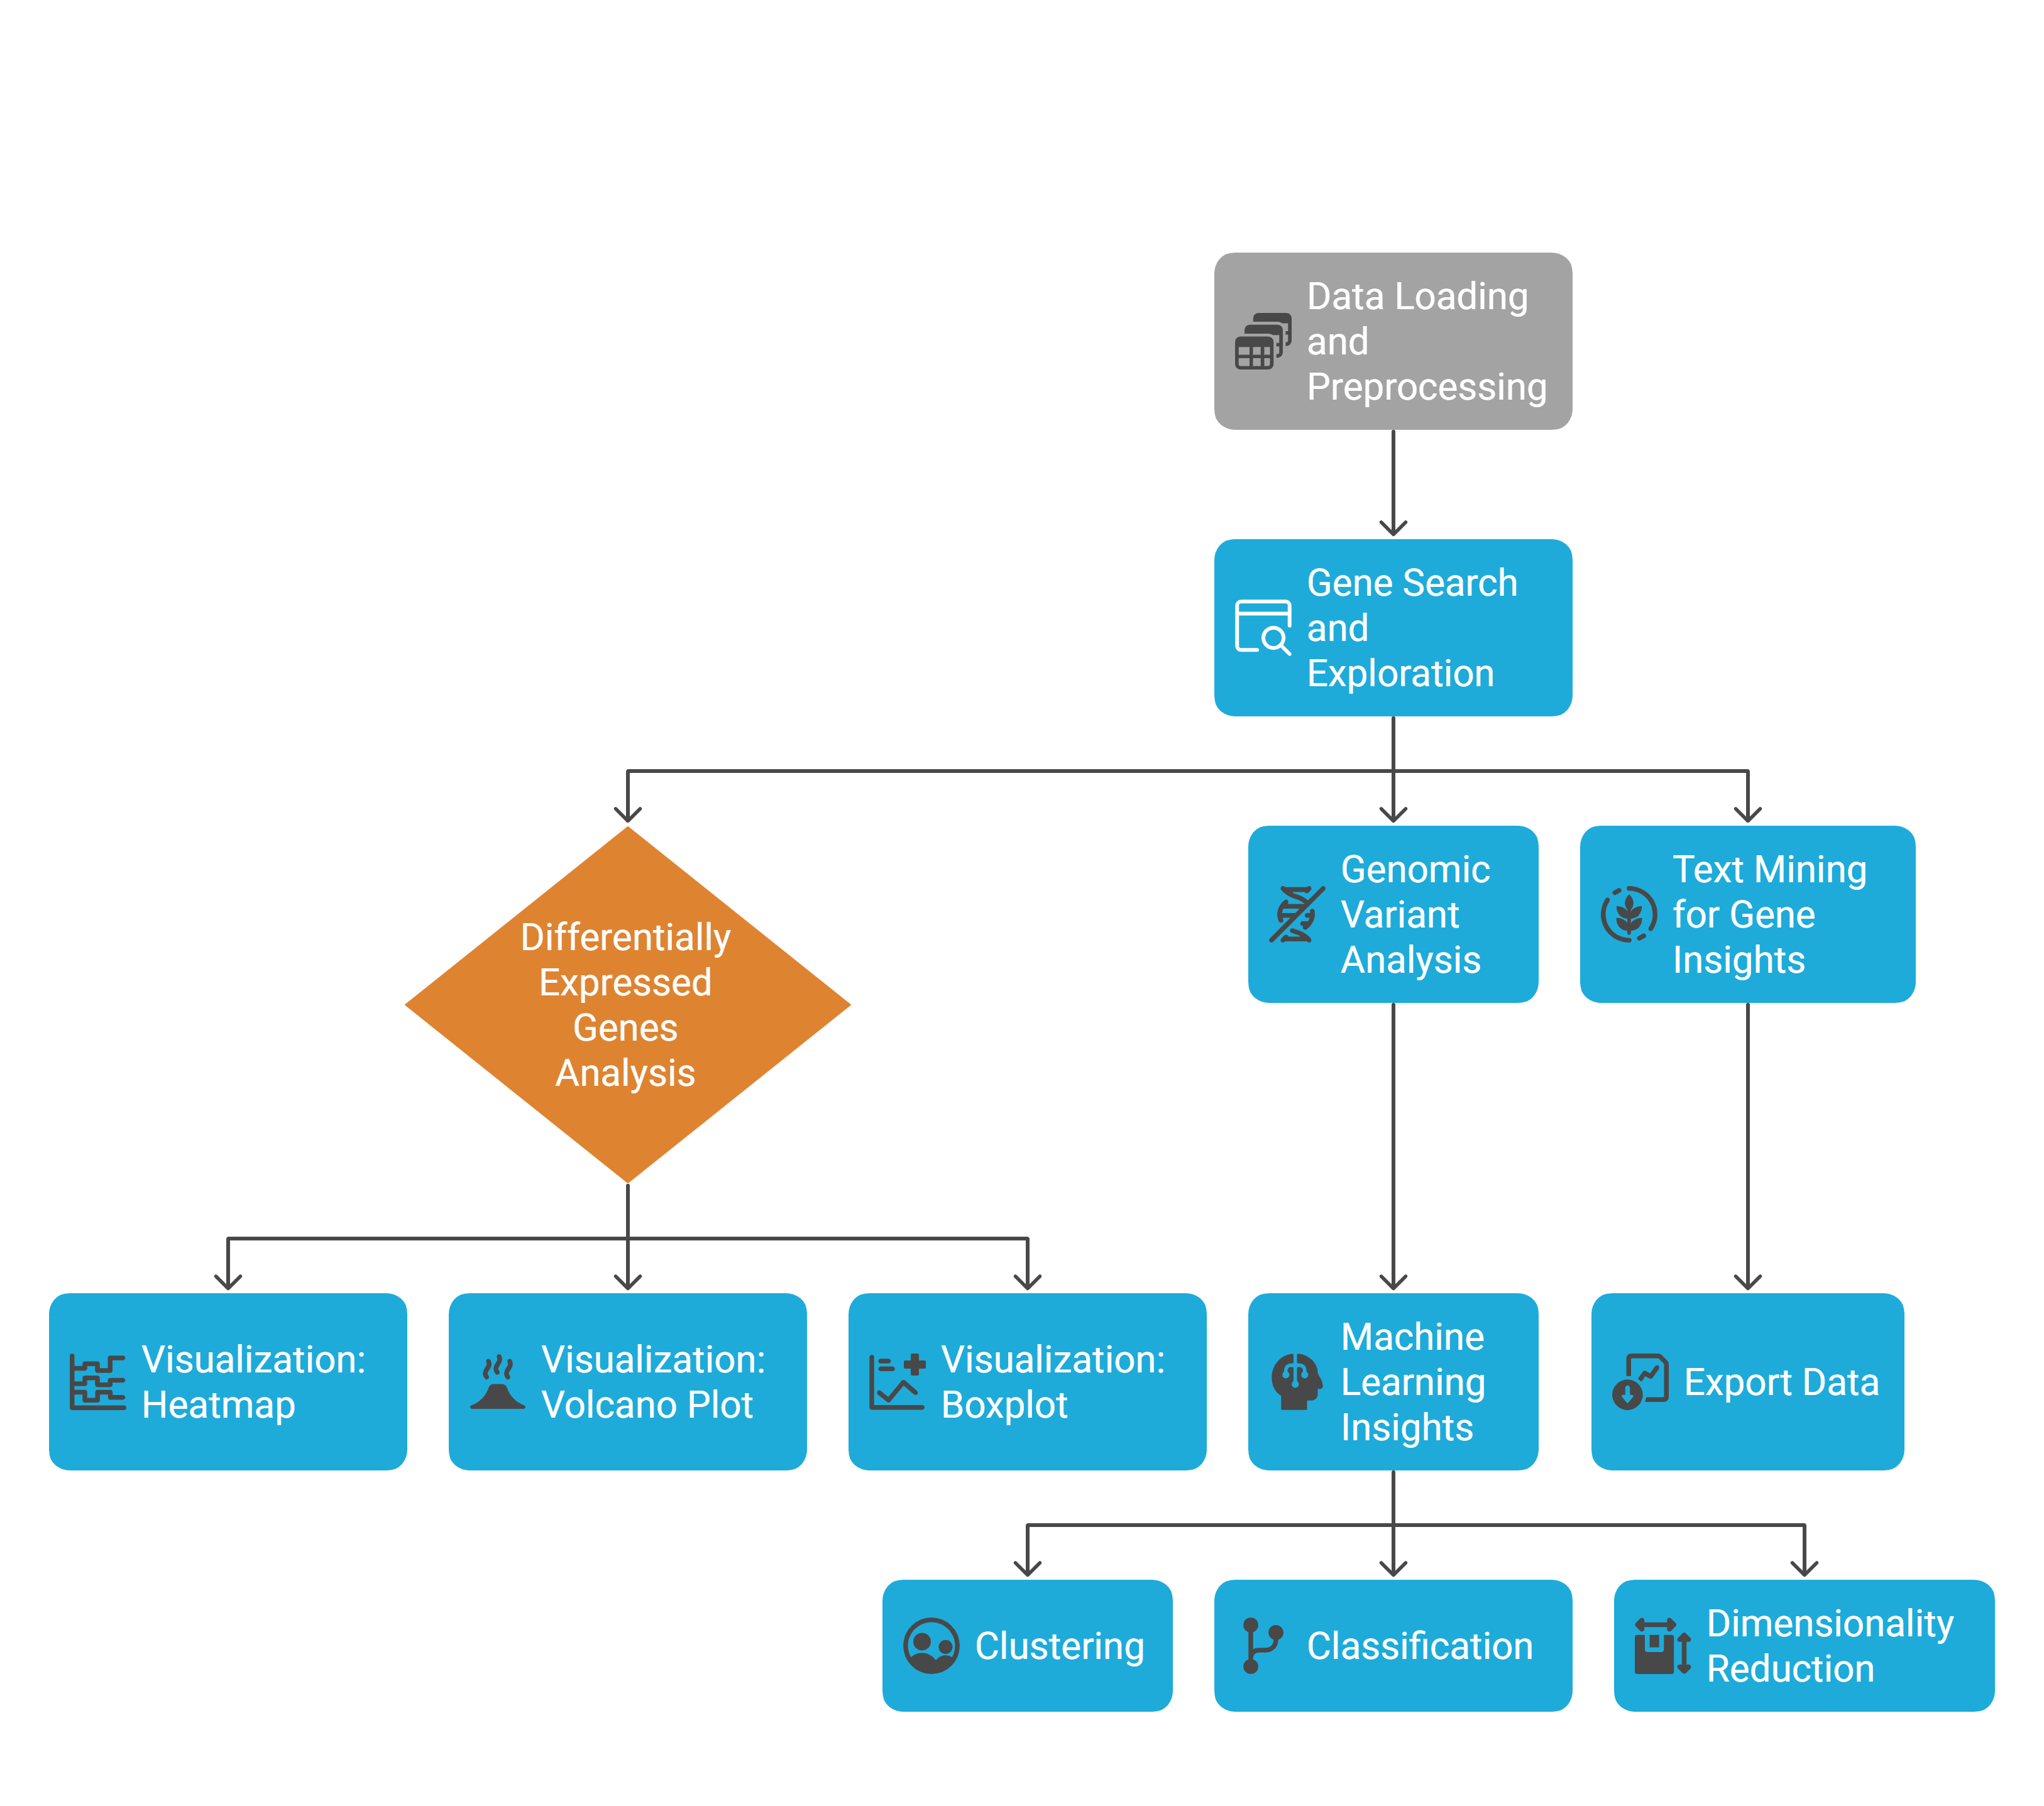 Data Loading
and
Preprocessing
Gene Search
and
Exploration
Differentially
Expressed
Genes
Analysis
Genomic
Variant
Analysis
Text Mining
for Gene
Insights
Visualization:
Heatmap
Visualization:
Volcano Plot
Visualization:
Boxplot
Machine
Learning
Insights
Export Data
Clustering
Classification
Dimensionality
Reduction